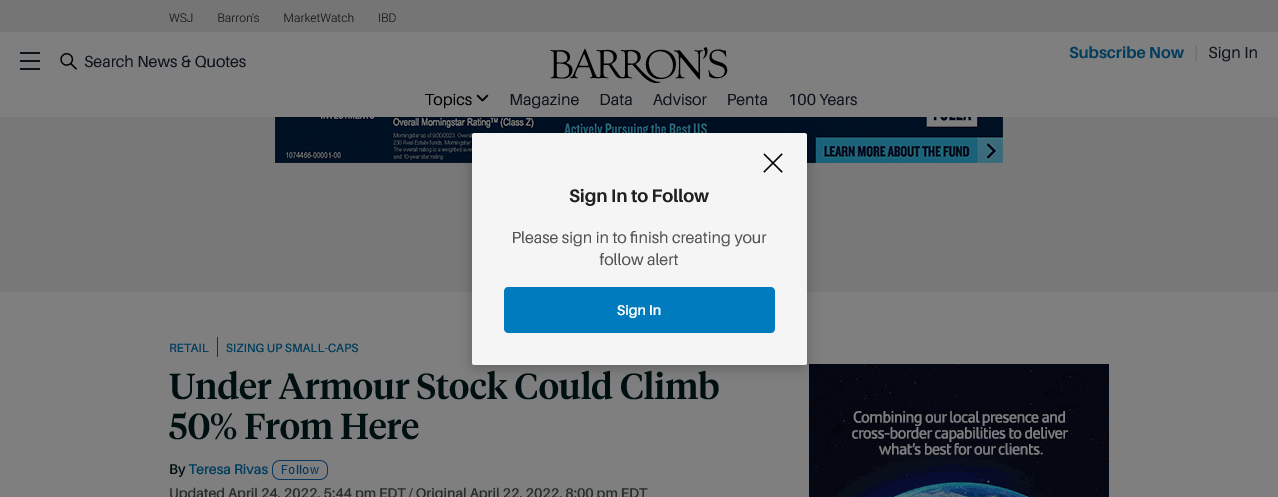 WSJ Barron's MarketWatch IBD
Search News & Quotes
BARRON'S
Subscribe Now Sign In
Topics Magazine Data Advisor Penta 100 Years
Overall Morningstar Rating™ (Class Z)
Actively Pursuing the Best US
1074466-00001-00
LEARN MORE ABOUT THE FUND
Sign In to Follow
Please sign in to finish creating your
follow alert
Sign In
RETAIL SIZING UP SMALL-CAPS
Under Armour Stock Could Climb
50% From Here
By Teresa Rivas Follow
Updated April 24, 2022, 5:44 pm EDT / Original April 22, 2022, 8:00 pm EDT
Combining our local presence and
cross-border capabilities to deliver
what's best for our clients.